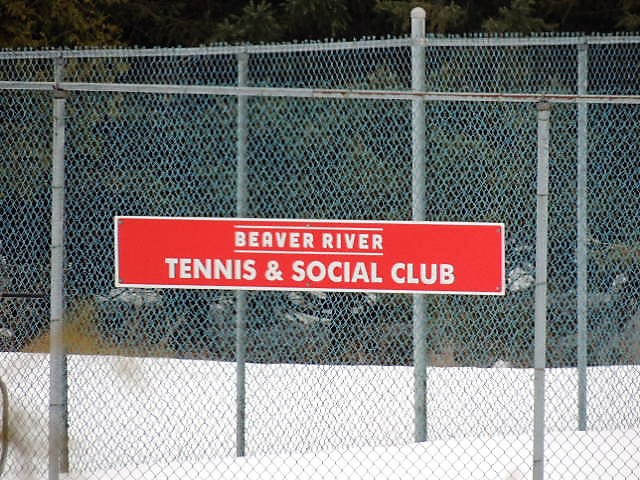 BEAVER RIVER
TENNIS & SOCIAL CLUB